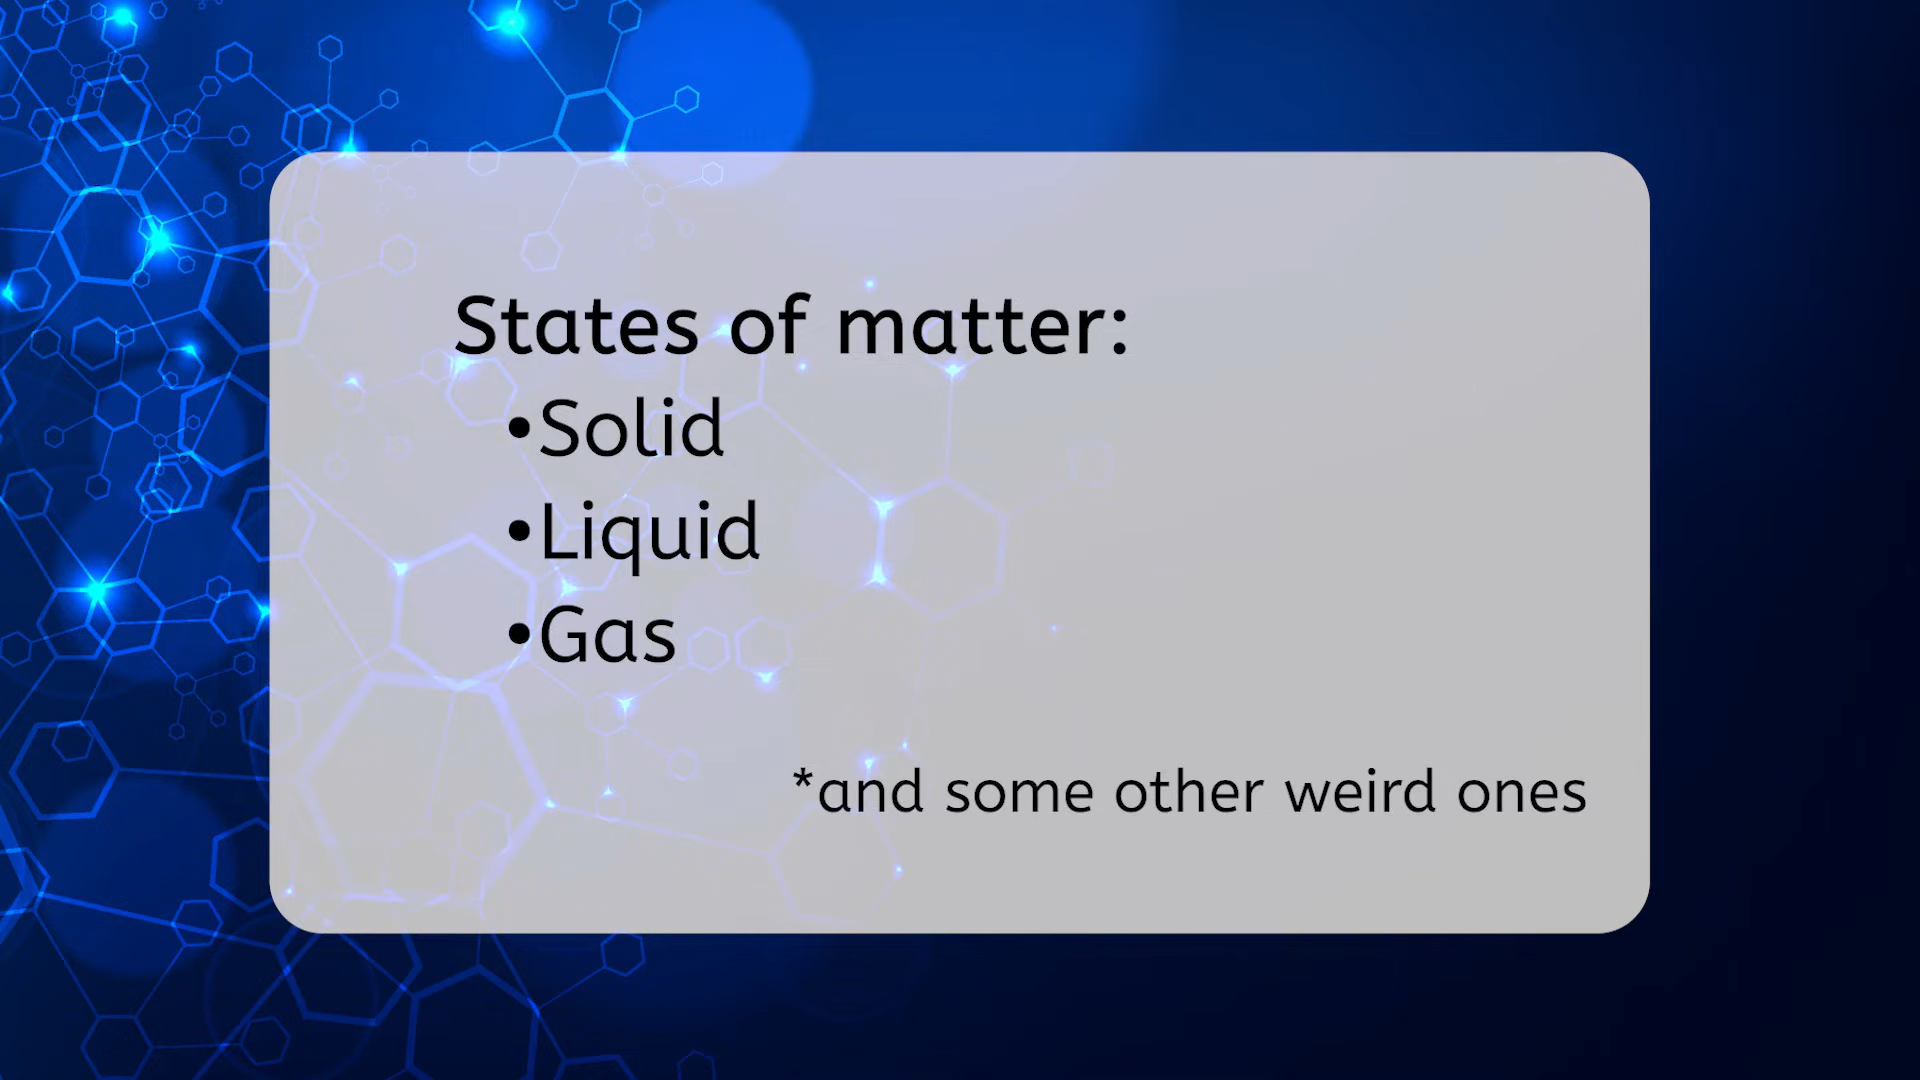 States of matter:
•Solid
•Liquid
•Gas
*and some other weird ones